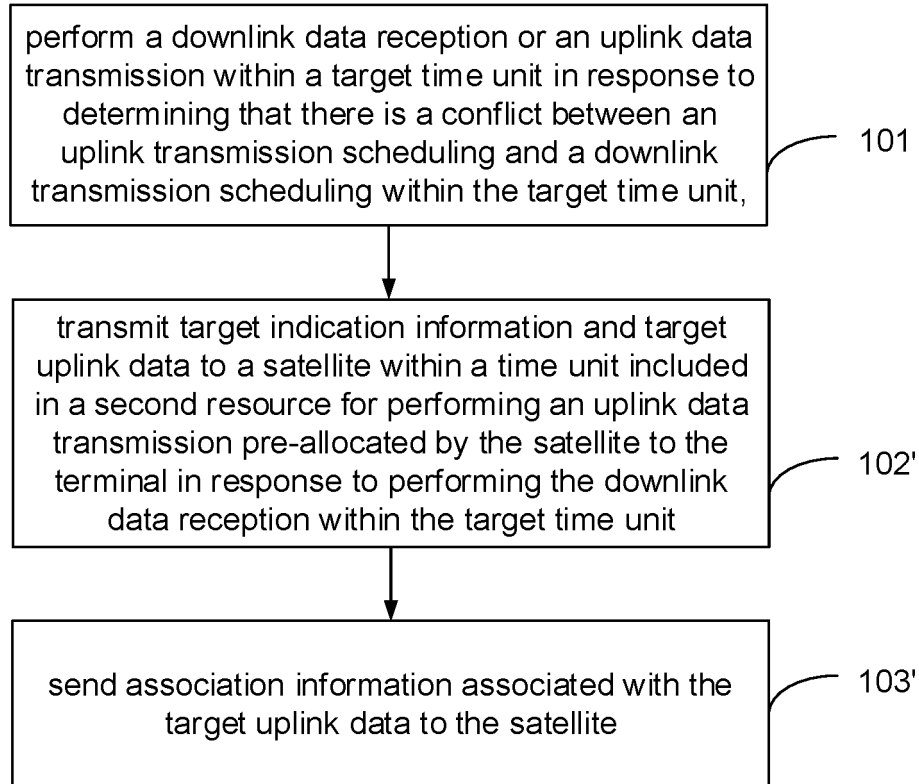 perform a downlink data reception or an uplink data
transmission within a target time unit in response to
determining that there is a conflict between an
uplink transmission scheduling and a downlink
transmission scheduling within the target time unit,
101
transmit target indication information and target
uplink data to a satellite within a time unit included
in a second resource for performing an uplink data
transmission pre-allocated by the satellite to the
terminal in response to performing the downlink
data reception within the target time unit
102'
send association information associated with the
target uplink data to the satellite
103'